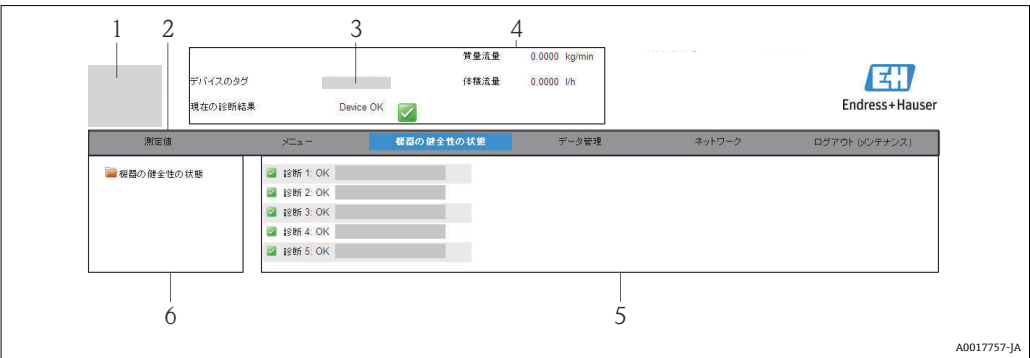 1 2 3 4
質量流量 0.0000 kg/min
デバイスのタグ 体積流量 0.0000 l/h
現在の診断結果 Device OK
EH
Endress+Hauser
測定値 メニュー 機器の健全性の状態 データ管理 ネットワーク ログアウト (メンテナンス)
機器の健全性の状態 診断 1: OK
診断 2: OK
診断 3: OK
診断 4: OK
診断 5: OK
6 5
A0017757-JA